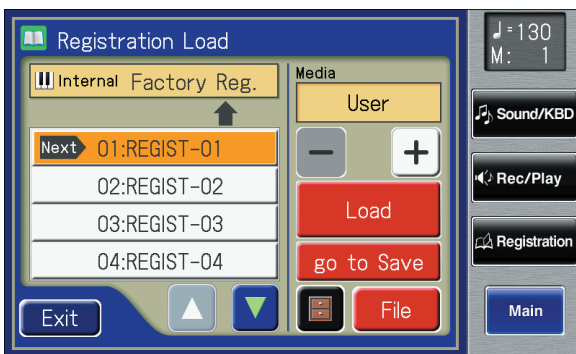 Registration Load
Internal Factory Reg.
Next 01:REGIST-01
02:REGIST-02
03:REGIST-03
04:REGIST-04
Exit
Media
User
Load
go to Save
File
♩=130
M: 1
Sound/KBD
Rec/Play
Registration
Main